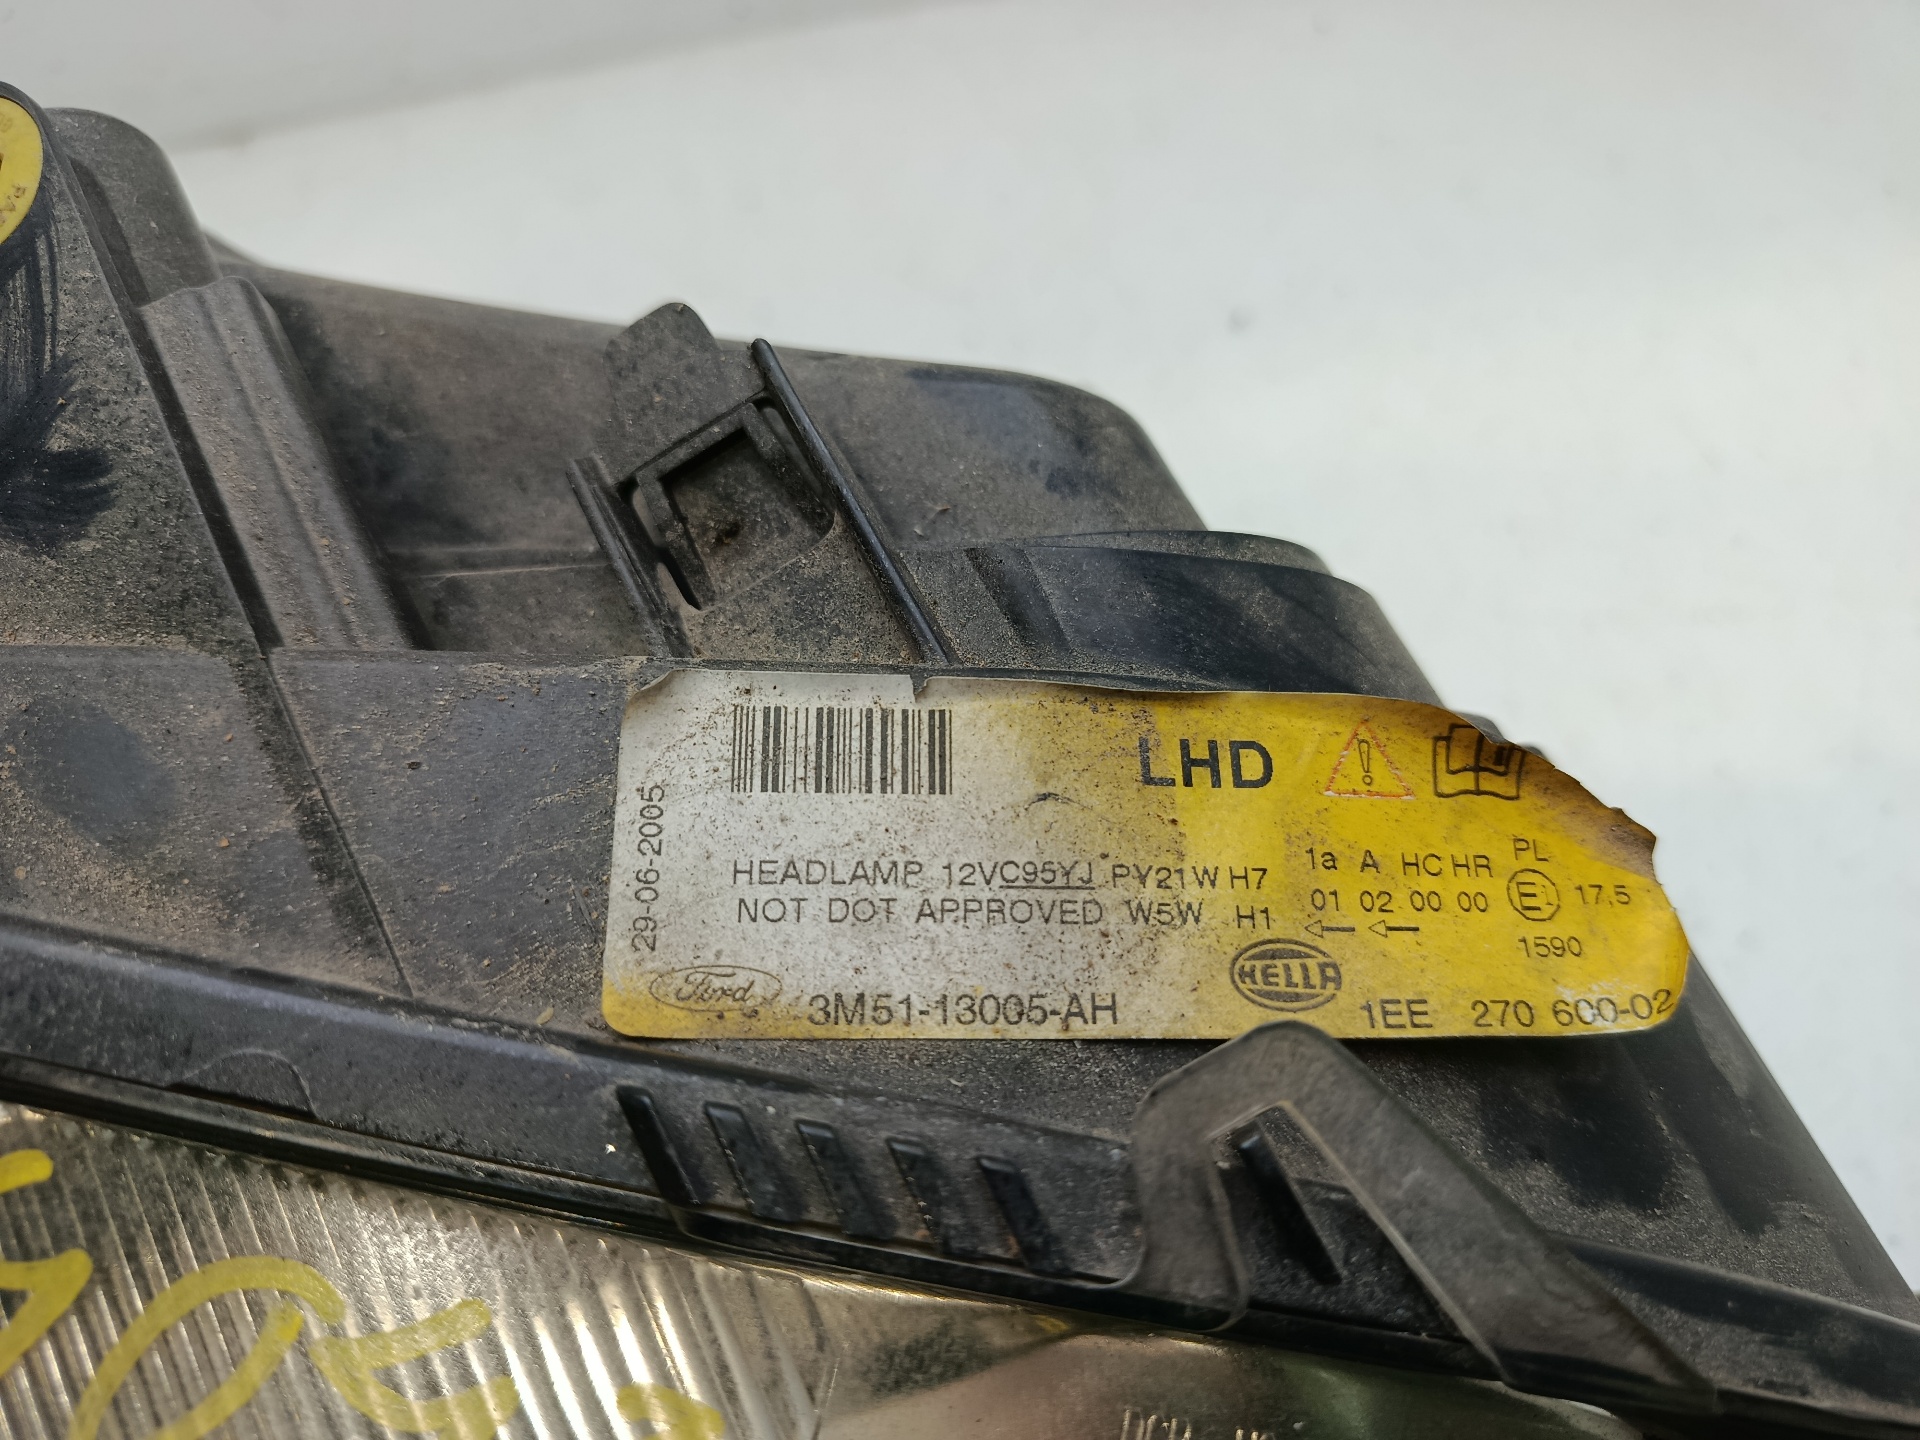 LHD
29-06-2005
HEADLAMP 12VC95YJ PY21W H7
NOT DOT APPROVED W5W H1
1a A HC HR PL
01 02 00 00 E1 17,5
1590
Ford 3M51-13005-AH HELLA 1EE 270 600-02